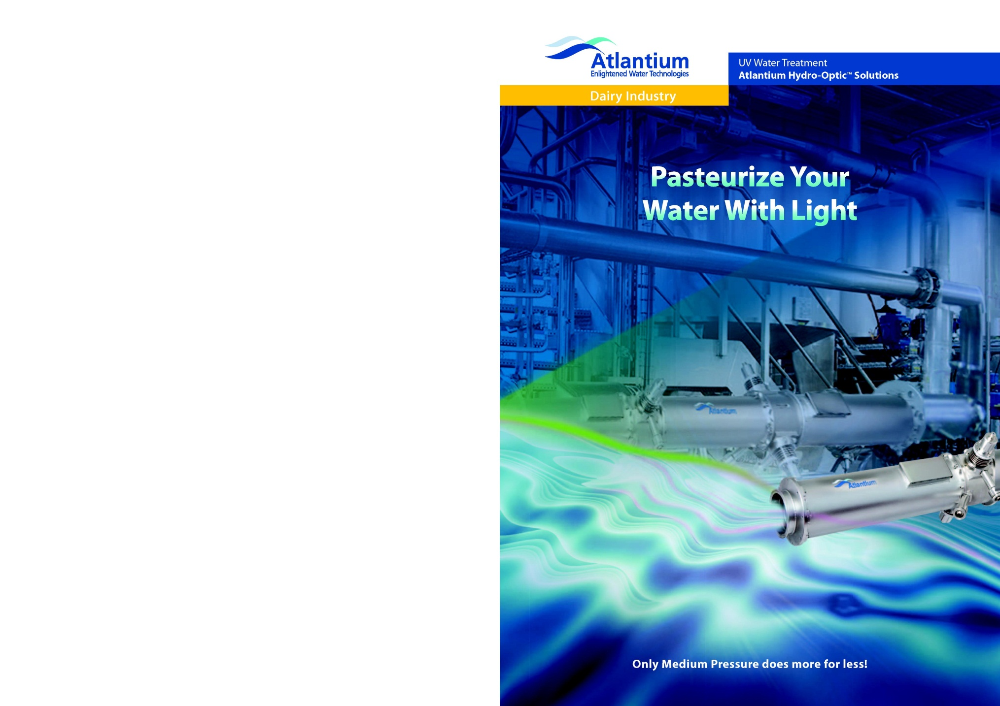 Atlantium
Enlightened Water Technologies
UV Water Treatment
Atlantium Hydro-Optic™ Solutions
Dairy Industry
Pasteurize Your
Water With Light
Atlantium
Atlantium
Only Medium Pressure does more for less!